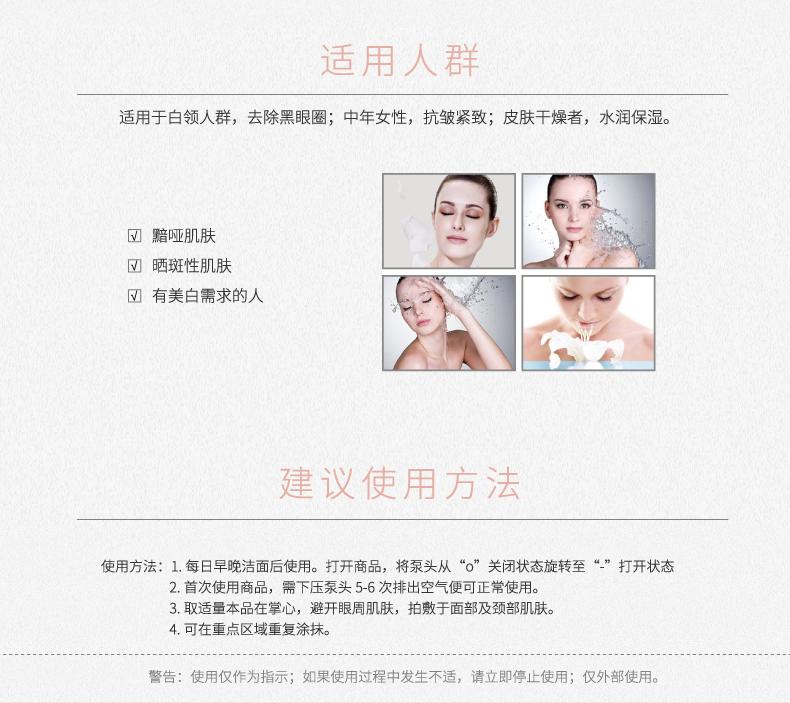 适用人群
适用于白领人群，去除黑眼圈；中年女性，抗皱紧致；皮肤干燥者，水润保湿。
黯哑肌肤
晒斑性肌肤
有美白需求的人
建议使用方法
使用方法：1. 每日早晚洁面后使用。打开商品，将泵头从“o”关闭状态旋转至“-”打开状态
2. 首次使用商品，需下压泵头 5-6 次排出空气便可正常使用。
3. 取适量本品在掌心，避开眼周肌肤，拍敷于面部及颈部肌肤。
4. 可在重点区域重复涂抹。
警告：使用仅作为指示；如果使用过程中发生不适，请立即停止使用；仅外部使用。